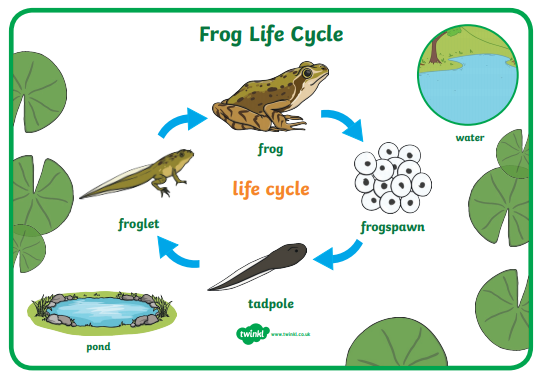 Frog Life Cycle
water
frog
life cycle
froglet
frogspawn
tadpole
pond
twinkl
www.twinkl.co.uk